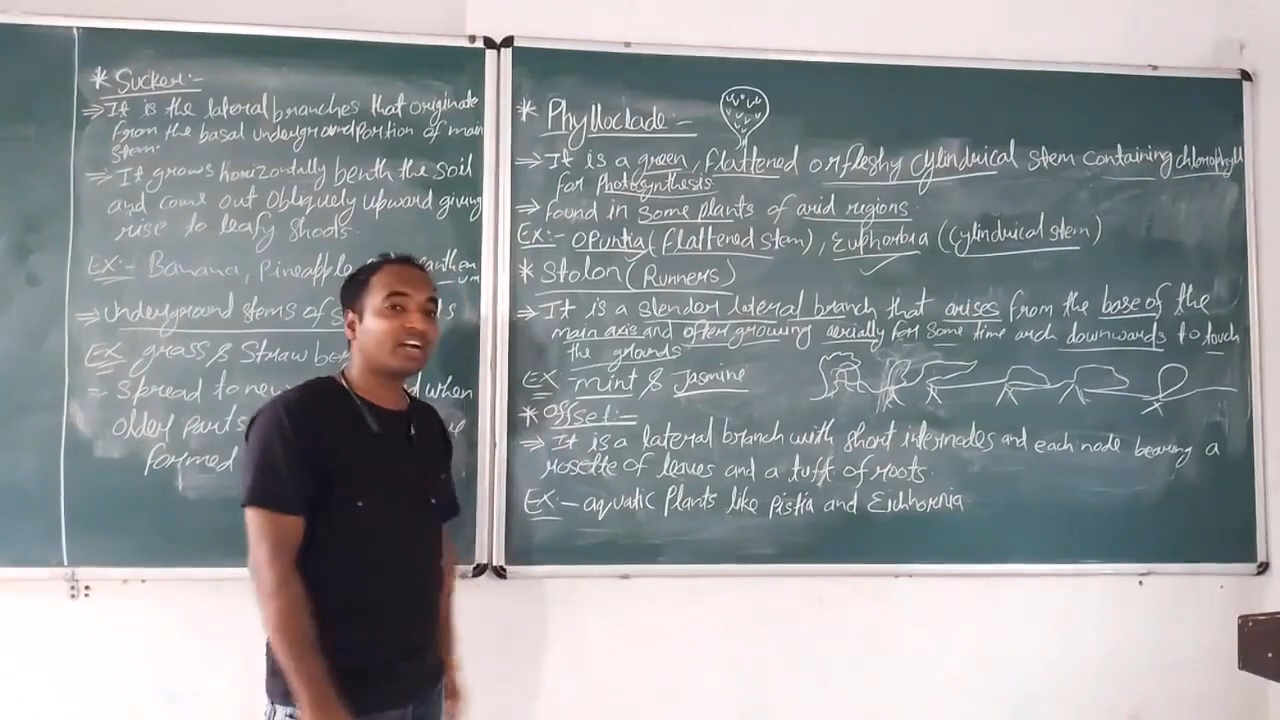 * Sucker:-
⇒ It is the lateral branches that originate
from the basal underground portion of main
stem.
⇒ It grows horizontally benth the soil
and come out obliquely upward giving
rise to leafy shoots.
EX:- Banana, pineapple
⇒ Underground stems of
EX grass & Straw
⇒ Spread to new when
older parts
formed
* Phylloclade:-
⇒ It is a green, flattened or fleshy cylindrical stem containing chlorophyll
for Photosynthesis.
⇒ found in some plants of arid regions.
EX:- Opuntia (flattened stem), Euphorbia (cylindrical stem)
* Stolon (Runners)
⇒ It is a slender lateral branch that arises from the base of the
main axis and often growing aerially for some time arch downwards to touch
the grounds
EX:- mint & Jasmine
* Offset:-
⇒ It is a lateral branch with short internodes and each node bearing a
rosette of leaves and a tuft of roots.
EX:- aquatic plants like Pistia and Eichhornia